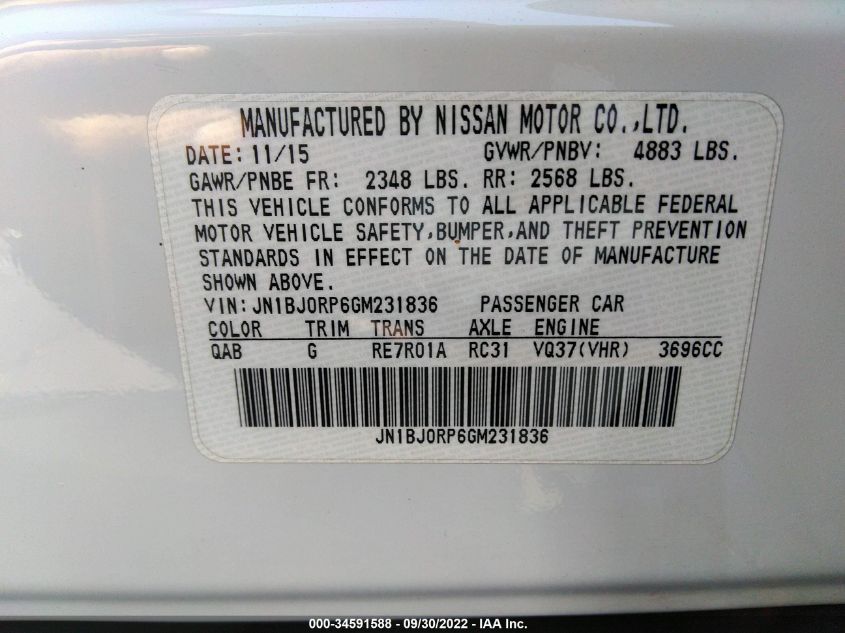 MANUFACTURED BY NISSAN MOTOR CO.,LTD.
DATE: 11/15 GVWR/PNBV: 4883 LBS.
GAWR/PNBE FR: 2348 LBS. RR: 2568 LBS.
THIS VEHICLE CONFORMS TO ALL APPLICABLE FEDERAL
MOTOR VEHICLE SAFETY,BUMPER,AND THEFT PREVENTION
STANDARDS IN EFFECT ON THE DATE OF MANUFACTURE
SHOWN ABOVE.
VIN: JN1BJ0RP6GM231836 PASSENGER CAR
COLOR TRIM TRANS AXLE ENGINE
QAB G RE7R01A RC31 VQ37(VHR) 3696CC
JN1BJ0RP6GM231836
000-34591588 - 09/30/2022 - IAA Inc.